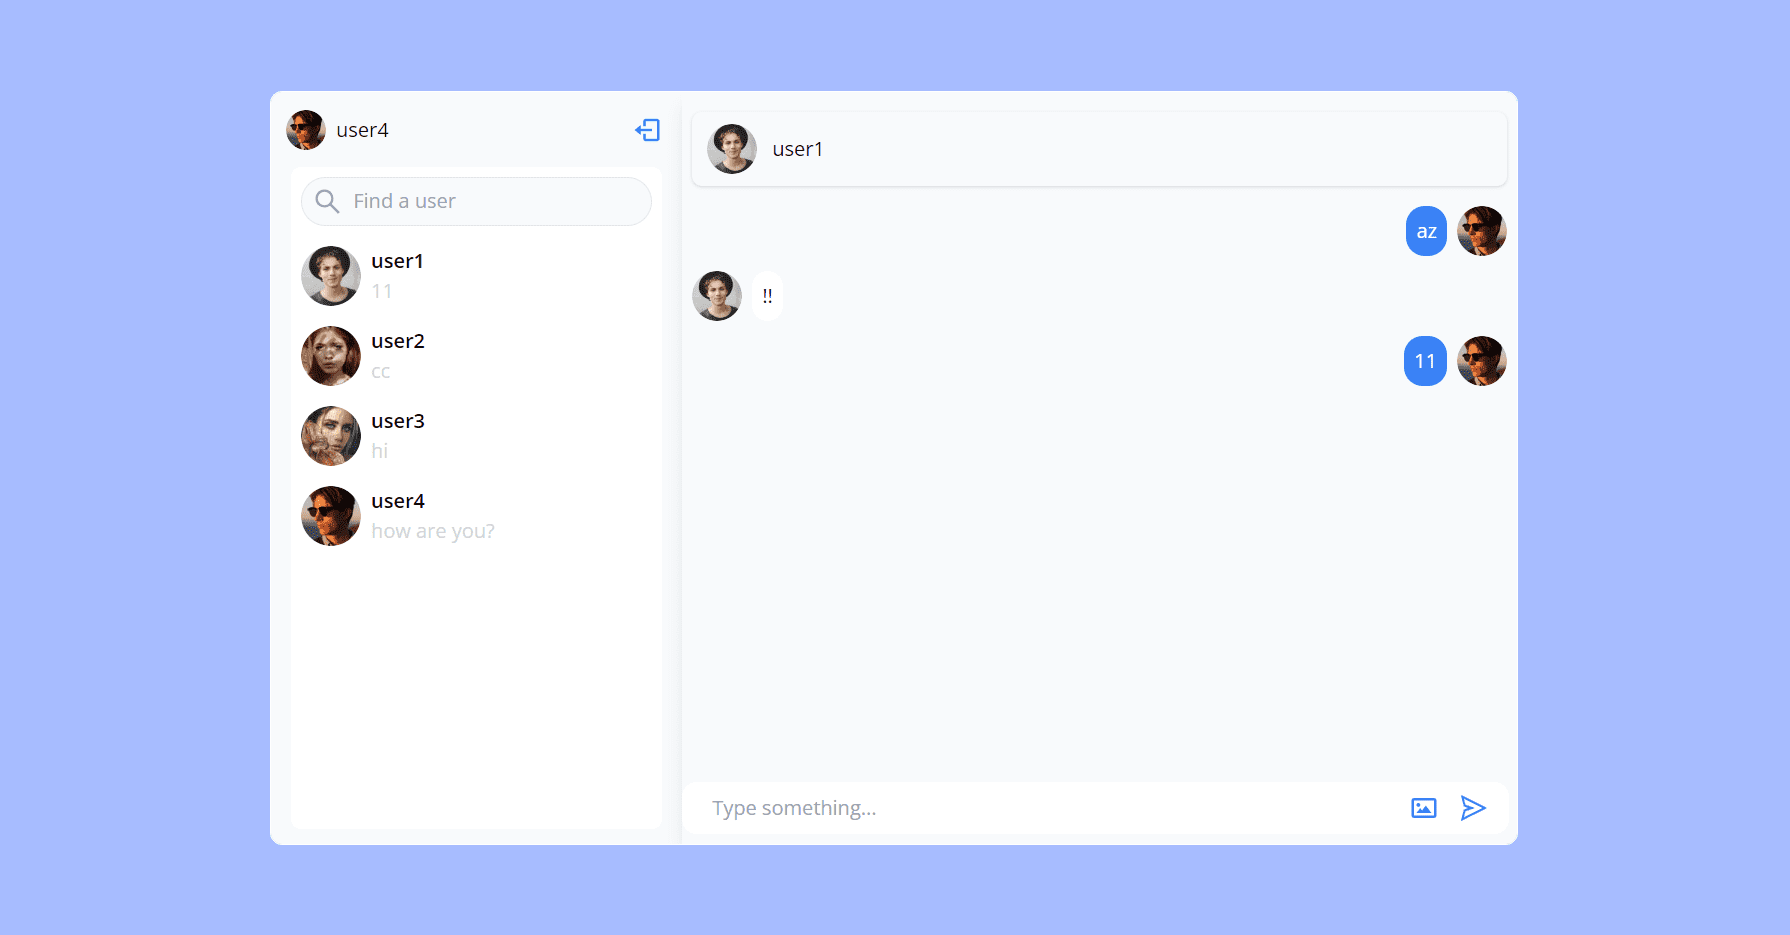 user4
Find a user
user1
11
user2
cc
user3
hi
user4
how are you?
user1
az
!!
11
Type something...